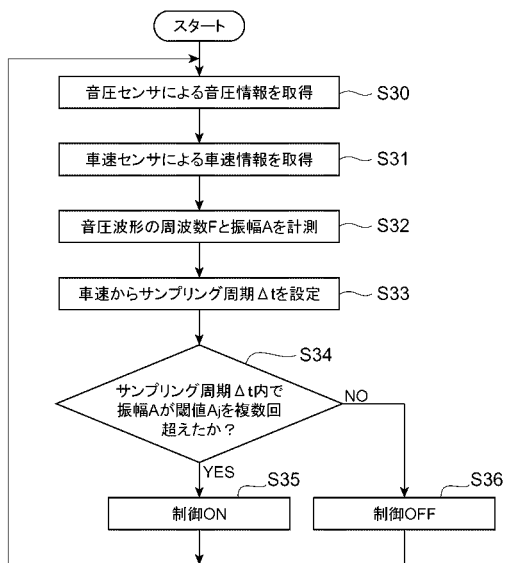 スタート
音圧センサによる音圧情報を取得
S30
車速センサによる車速情報を取得
S31
音圧波形の周波数Fと振幅Aを計測
S32
車速からサンプリング周期Δtを設定
S33
S34
サンプリング周期Δt内で
振幅Aが閾値Ajを複数回
超えたか？
NO
YES
S35
制御ON
S36
制御OFF